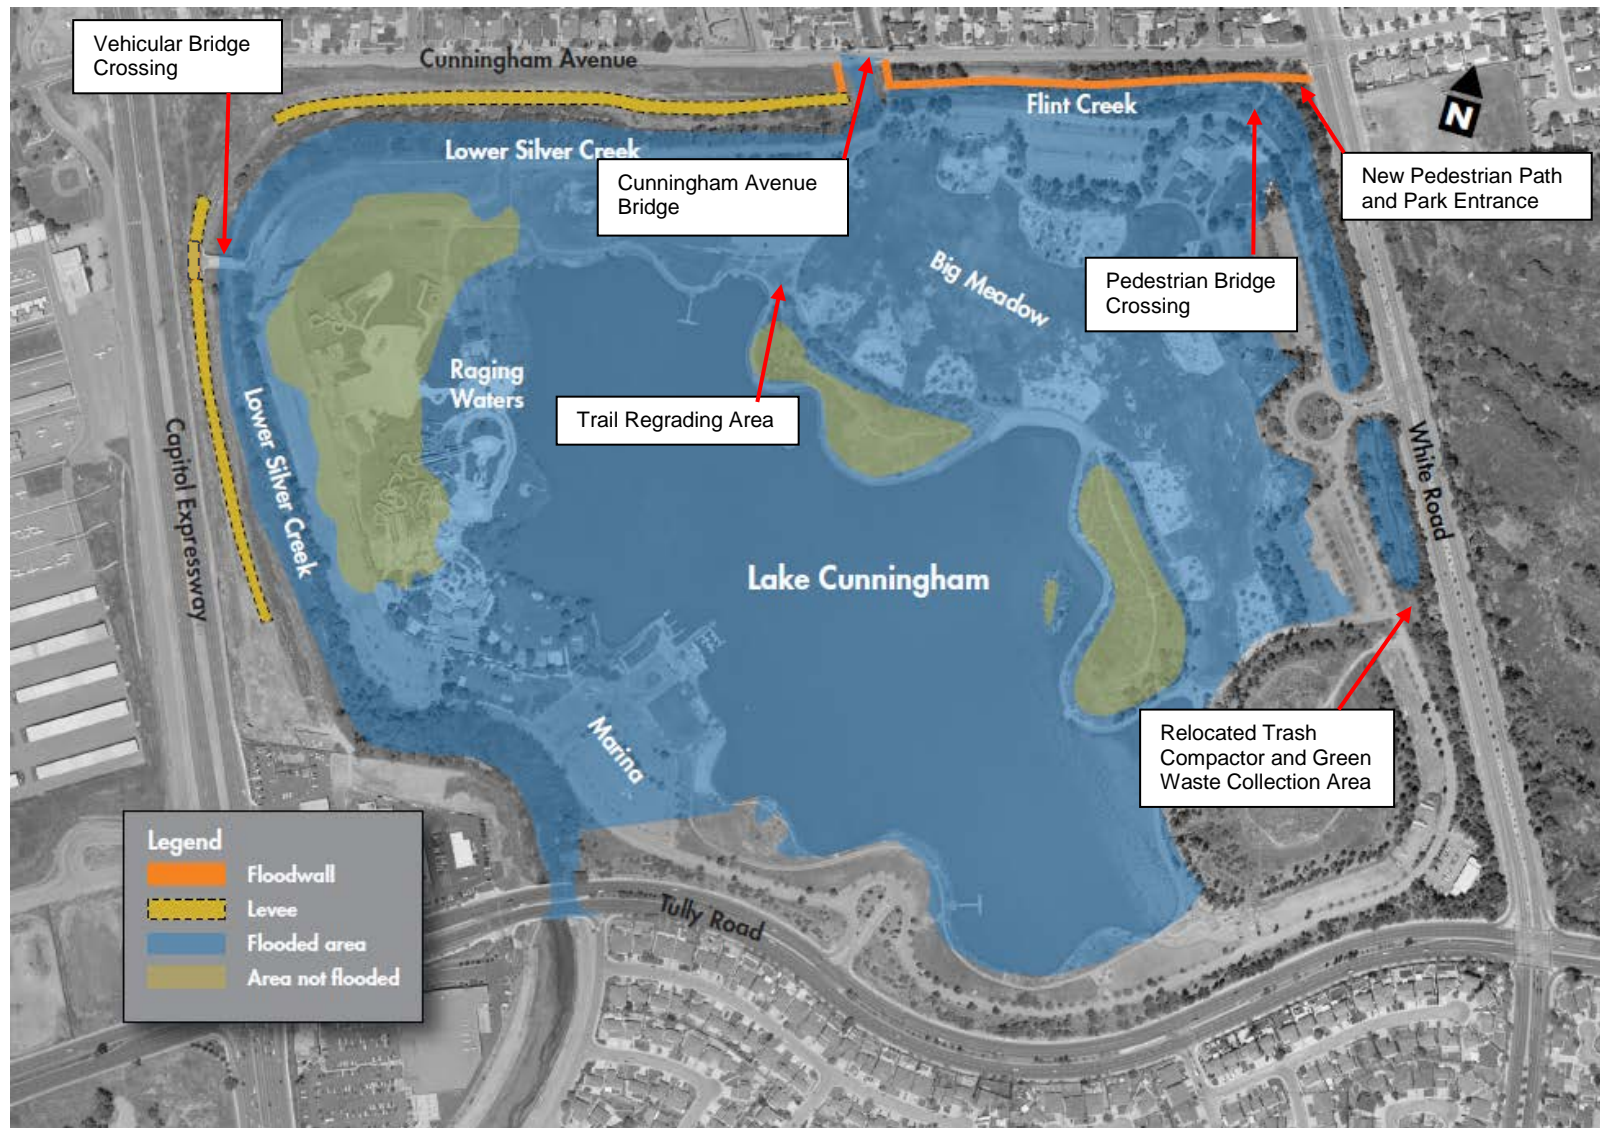 Vehicular Bridge
Crossing
Cunningham Avenue
Flint Creek
N
Lower Silver Creek
Cunningham Avenue
Bridge
New Pedestrian Path
and Park Entrance
Big Meadow
Pedestrian Bridge
Crossing
Raging
Waters
Trail Regrading Area
Capitol Expressway
Lower Silver Creek
White Road
Lake Cunningham
Marina
Relocated Trash
Compactor and Green
Waste Collection Area
Tully Road
Legend
Floodwall
Levee
Flooded area
Area not flooded